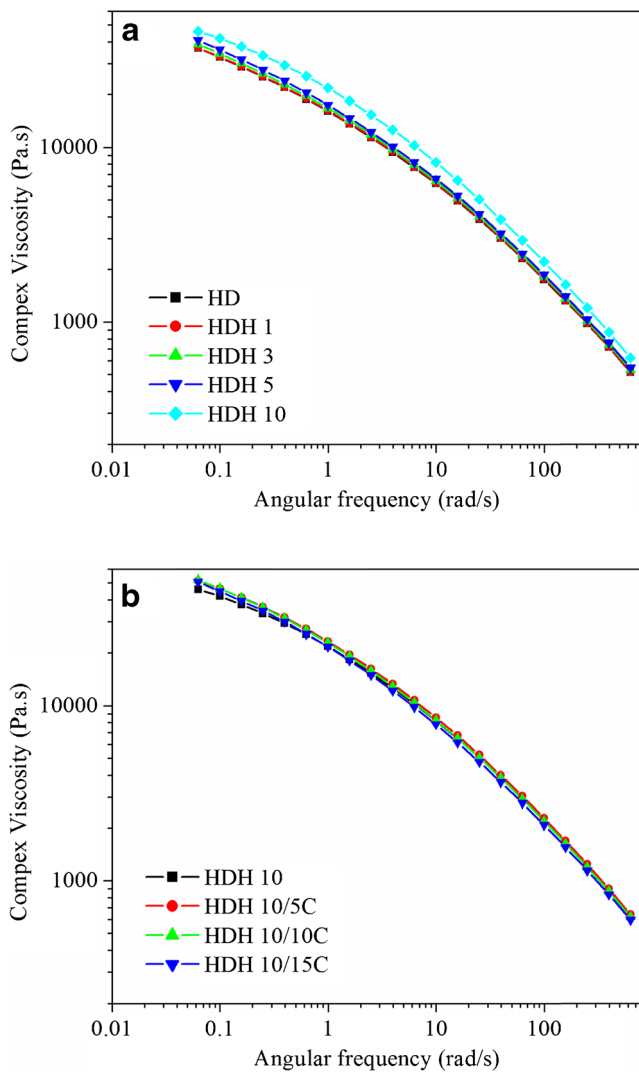 a
10000
1000
Compex Viscosity (Pa.s)
HD
HDH 1
HDH 3
HDH 5
HDH 10
0.01 0.1 1 10 100
Angular frequency (rad/s)
b
10000
1000
Compex Viscosity (Pa.s)
HDH 10
HDH 10/5C
HDH 10/10C
HDH 10/15C
0.01 0.1 1 10 100
Angular frequency (rad/s)